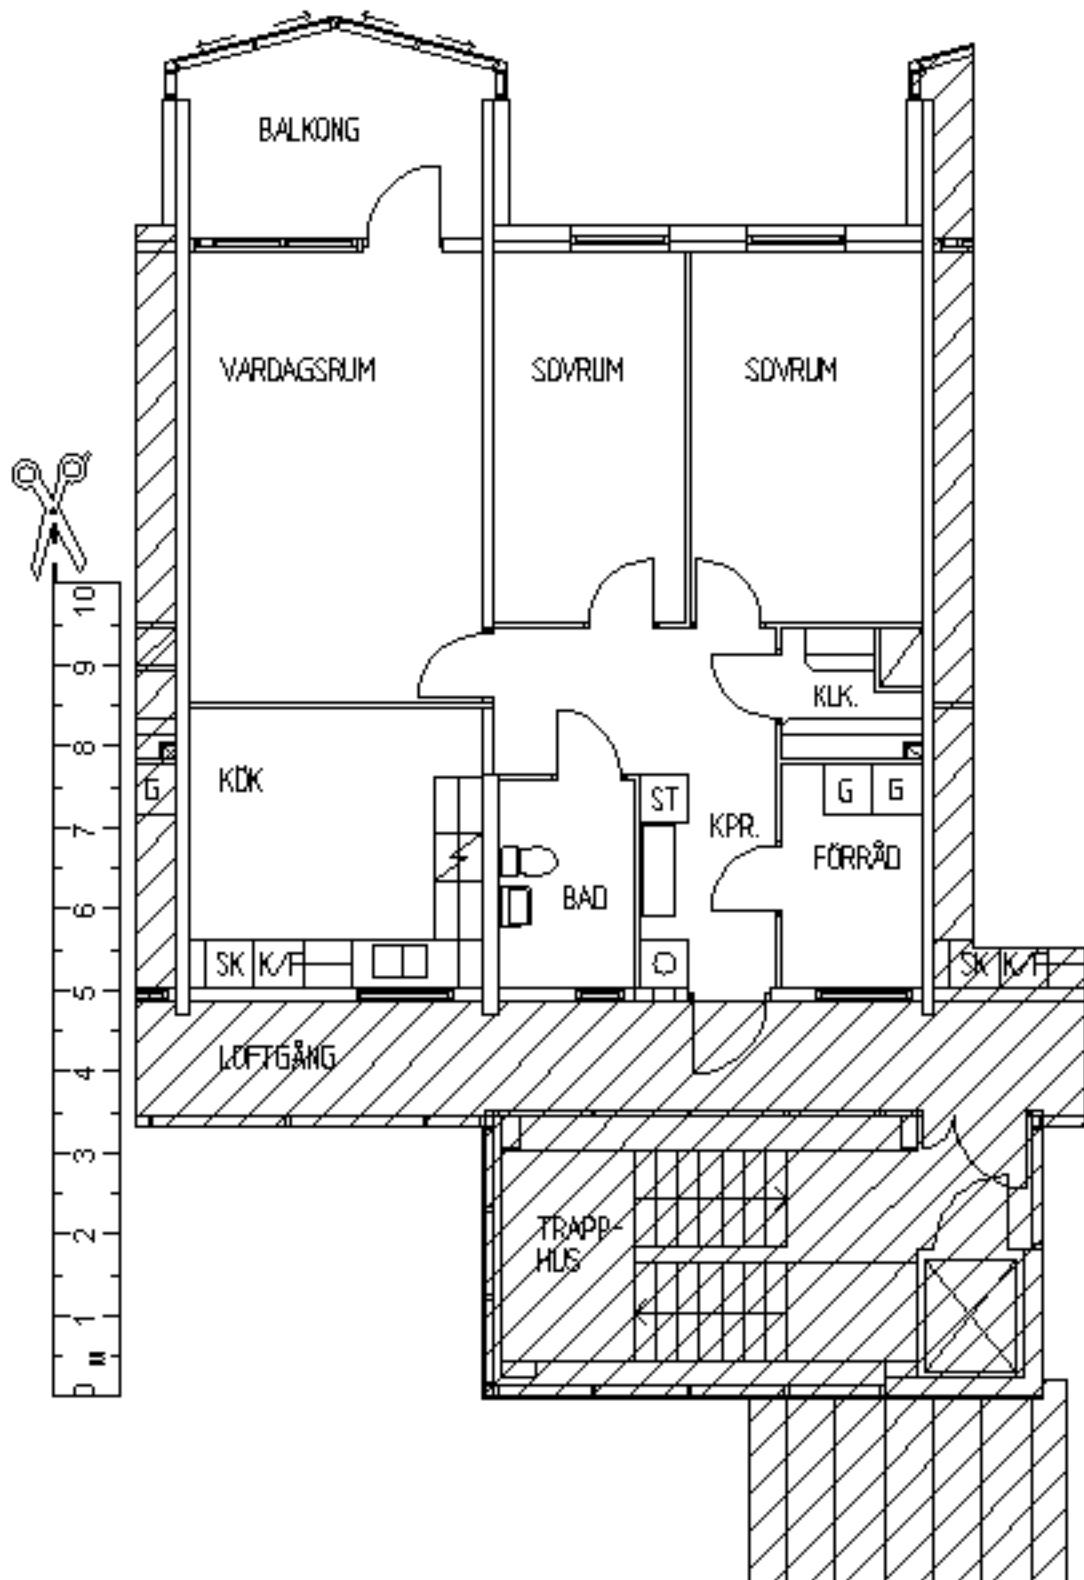 BALKONG
VARDAGSRUM
SOVRUM
SOVRUM
KLK.
KÖK
G
ST
KPR.
G
G
FÖRRÅD
BAD
SK
K/F
SK
K/F
LOFTGÅNG
TRAPP-
HUS
10
9
8
7
6
5
4
3
2
1
M
0